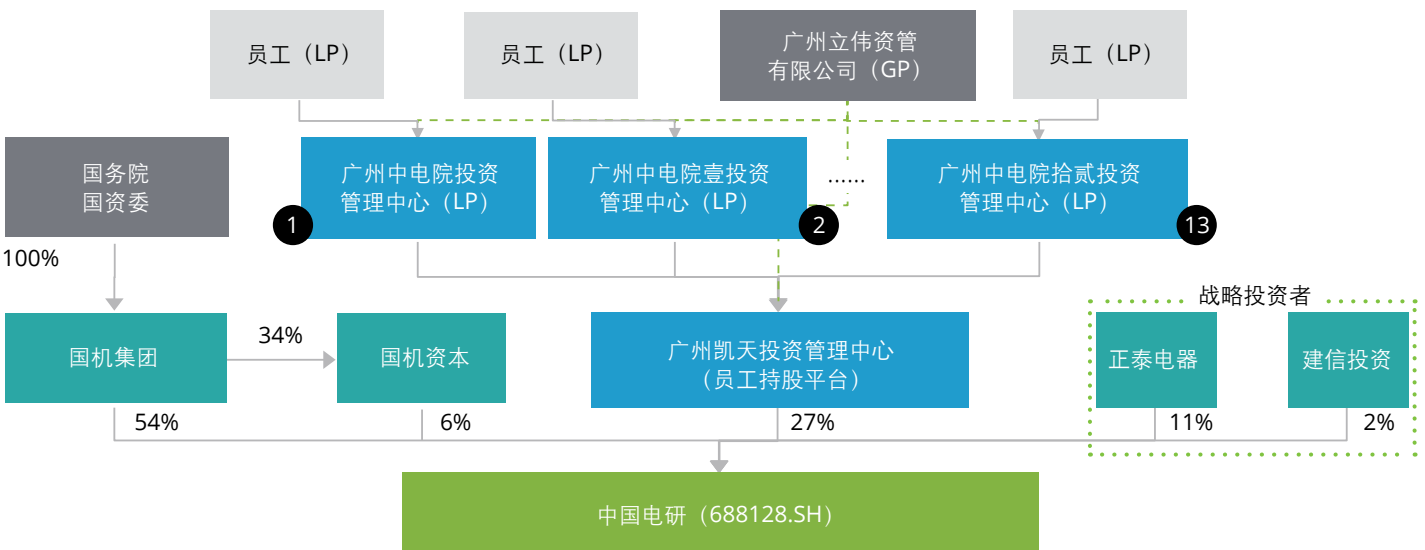 员工（LP）
员工（LP）
广州立伟资管
有限公司（GP）
员工（LP）
国务院
国资委
广州中电院投资
管理中心（LP）
1
广州中电院壹投资
管理中心（LP）
2
......
广州中电院拾贰投资
管理中心（LP）
13
100%
战略投资者
国机集团
34%
国机资本
广州凯天投资管理中心
（员工持股平台）
正泰电器
建信投资
54%
6%
27%
11%
2%
中国电研（688128.SH）